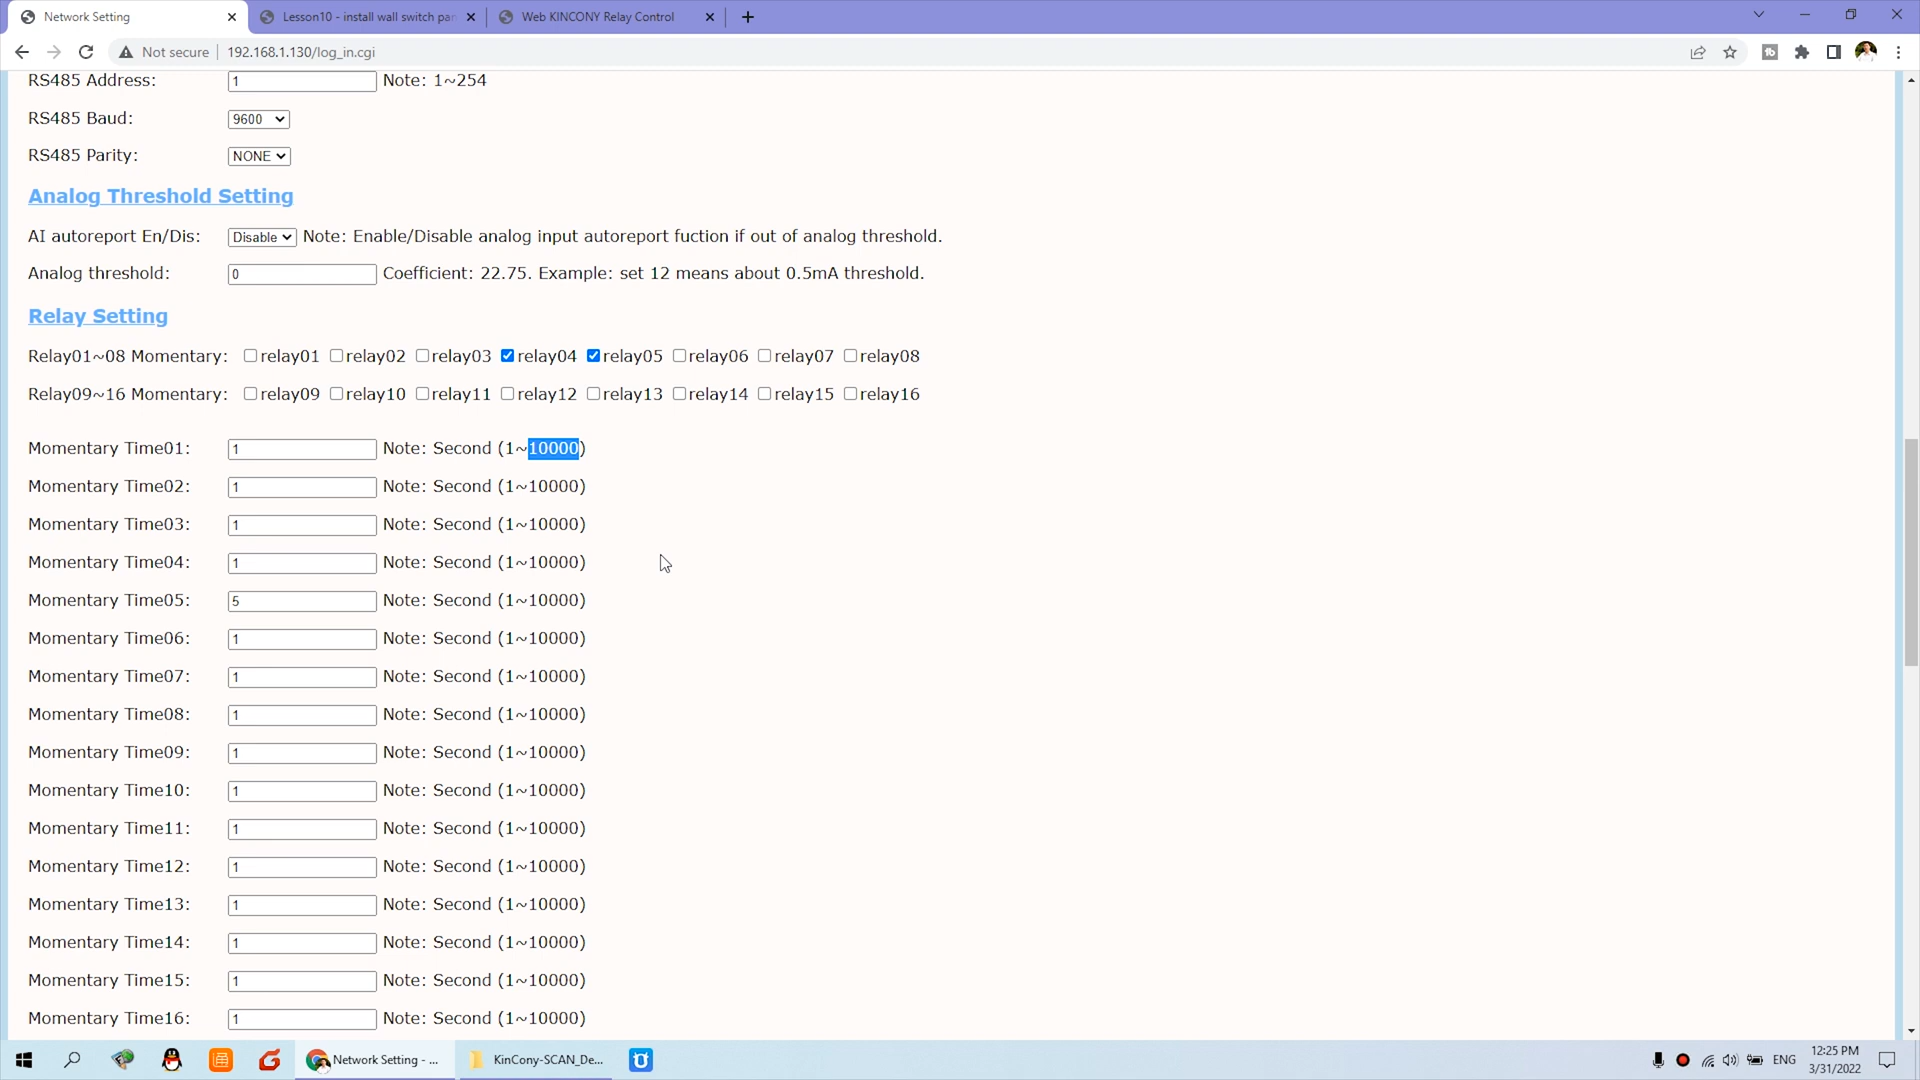 Network Setting
Lesson10 - install wall switch par
Web KINCONY Relay Control
Not secure
192.168.1.130/log_in.cgi
RS485 Address: 1 Note: 1~254
RS485 Baud: 9600
RS485 Parity: NONE
Analog Threshold Setting
AI autoreport En/Dis: Disable Note: Enable/Disable analog input autoreport fuction if out of analog threshold.
Analog threshold: 0 Coefficient: 22.75. Example: set 12 means about 0.5mA threshold.
Relay Setting
Relay01~08 Momentary: relay01 relay02 relay03 relay04 relay05 relay06 relay07 relay08
Relay09~16 Momentary: relay09 relay10 relay11 relay12 relay13 relay14 relay15 relay16
Momentary Time01: 1 Note: Second (1~10000)
Momentary Time02: 1 Note: Second (1~10000)
Momentary Time03: 1 Note: Second (1~10000)
Momentary Time04: 1 Note: Second (1~10000)
Momentary Time05: 5 Note: Second (1~10000)
Momentary Time06: 1 Note: Second (1~10000)
Momentary Time07: 1 Note: Second (1~10000)
Momentary Time08: 1 Note: Second (1~10000)
Momentary Time09: 1 Note: Second (1~10000)
Momentary Time10: 1 Note: Second (1~10000)
Momentary Time11: 1 Note: Second (1~10000)
Momentary Time12: 1 Note: Second (1~10000)
Momentary Time13: 1 Note: Second (1~10000)
Momentary Time14: 1 Note: Second (1~10000)
Momentary Time15: 1 Note: Second (1~10000)
Momentary Time16: 1 Note: Second (1~10000)
Network Setting - ...
KinCony-SCAN_De...
ENG
12:25 PM
3/31/2022